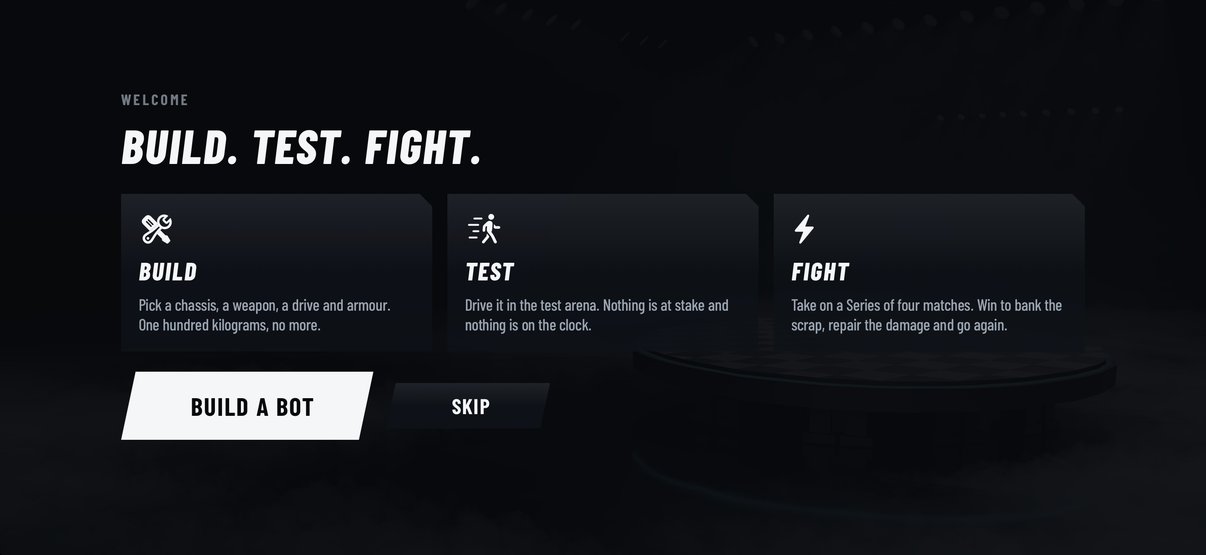 WELCOME
BUILD. TEST. FIGHT.
BUILD
Pick a chassis, a weapon, a drive and armour.
One hundred kilograms, no more.
TEST
Drive it in the test arena. Nothing is at stake and
nothing is on the clock.
FIGHT
Take on a Series of four matches. Win to bank the
scrap, repair the damage and go again.
BUILD A BOT
SKIP